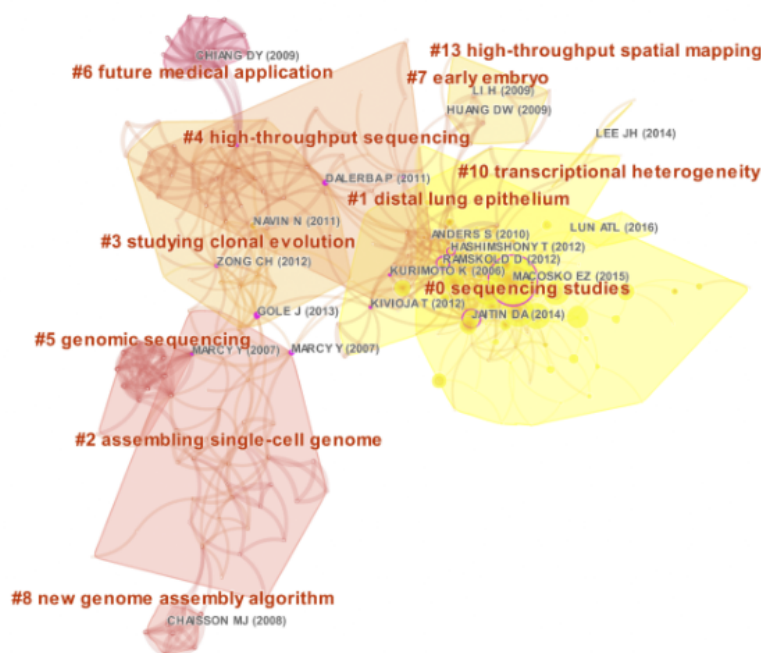 #13 high-throughput spatial mapping
CHIANG DY (2009)
#6 future medical application
#7 early embryo
LI H (2009)
HUANG DW (2009)
LEE JH (2014)
#4 high-throughput sequencing
#10 transcriptional heterogeneity
DALERBA P (2011)
#1 distal lung epithelium
NAVIN N (2011)
LUN ATL (2016)
ANDERS S (2010)
#3 studying clonal evolution
HASHIMSHONY T (2012)
RAMSKOLD D (2012)
ZONG CH (2012)
KURIMOTO K (2006)
MACOSKO EZ (2015)
#0 sequencing studies
KIVIOJA T (2012)
GOLE J (2013)
JAITIN DA (2014)
#5 genomic sequencing
MARCY Y (2007)
MARCY Y (2007)
#2 assembling single-cell genome
#8 new genome assembly algorithm
CHAISSON MJ (2008)